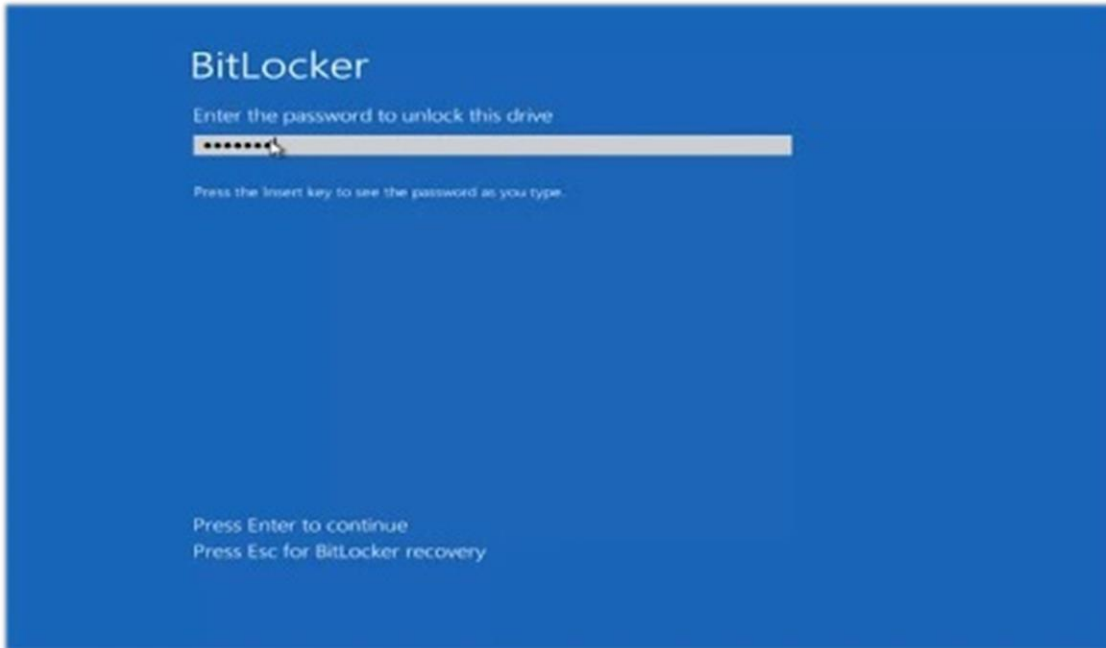 BitLocker
Enter the password to unlock this drive
•••••••
Press the Insert key to see the password as you type.
Press Enter to continue
Press Esc for BitLocker recovery